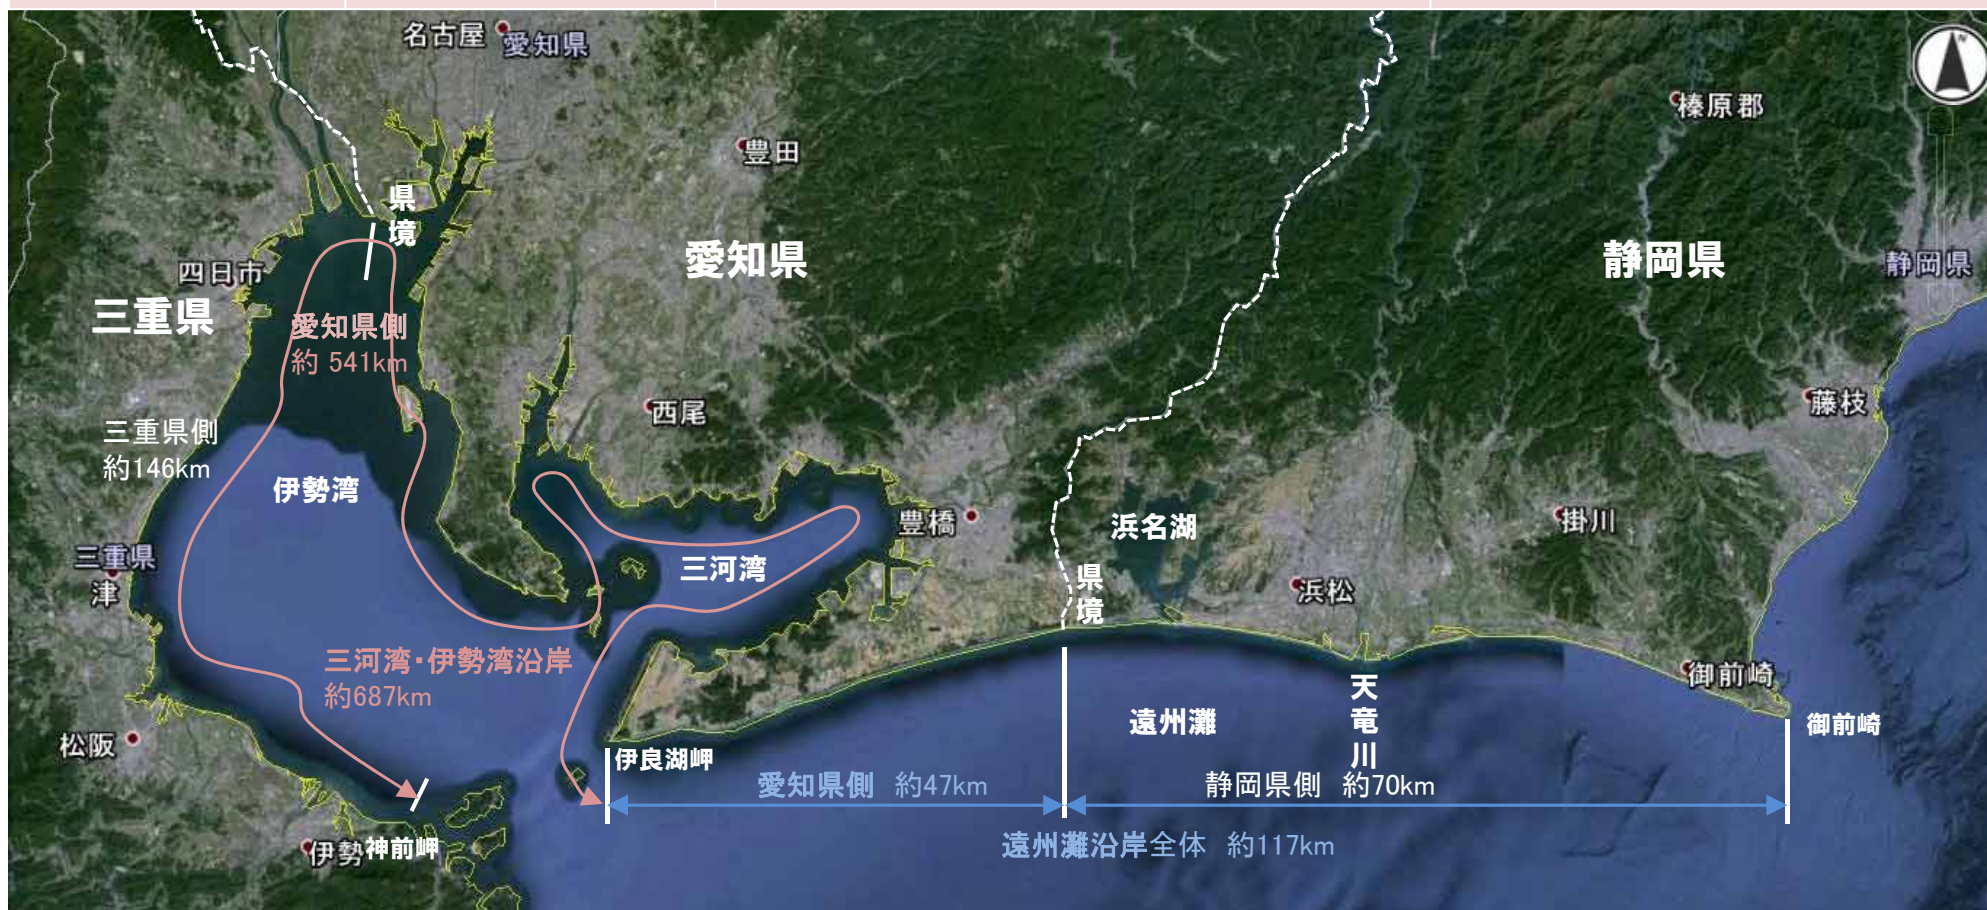 名古屋
愛知県
榛原郡
豊田
県境
四日市
愛知県
静岡県
静岡県
三重県
愛知県側
約 541km
西尾
藤枝
三重県側
約146km
伊勢湾
豊橋
浜名湖
掛川
三重県
津
三河湾
県境
浜松
三河湾・伊勢湾沿岸
約687km
御前崎
天竜川
遠州灘
御前崎
松阪
伊良湖岬
愛知県側 約47km
静岡県側 約70km
遠州灘沿岸全体 約117km
伊勢
神前岬
N